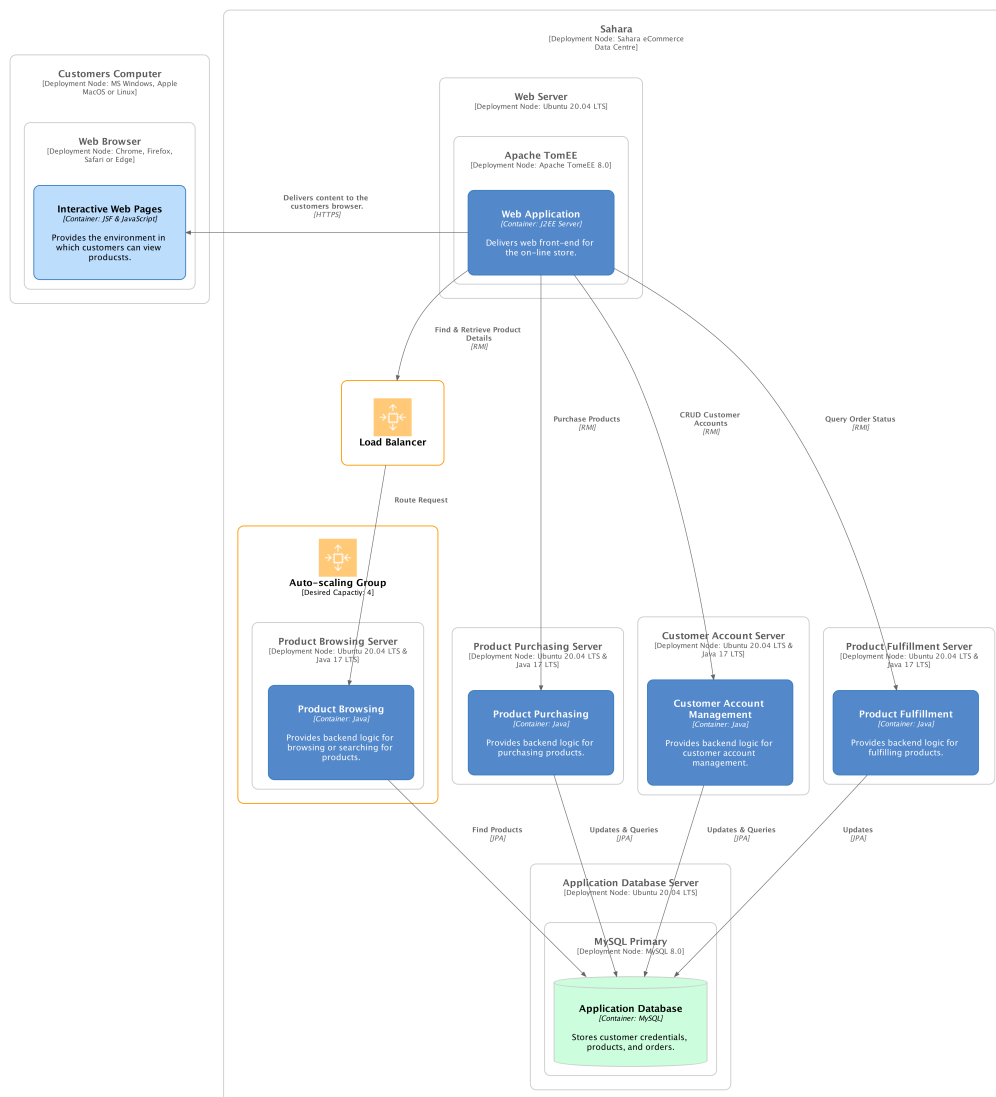 Sahara
[Deployment Node: Sahara eCommerce
Data Centre]
Customers Computer
[Deployment Node: MS Windows, Apple
MacOS or Linux]
Web Browser
[Deployment Node: Chrome, Firefox,
Safari or Edge]
Interactive Web Pages
[Container: JSF & JavaScript]
Provides the environment in
which customers can view
producsts.
Web Server
[Deployment Node: Ubuntu 20.04 LTS]
Apache TomEE
[Deployment Node: Apache TomeEE 8.0]
Web Application
[Container: J2EE Server]
Delivers web front-end for
the on-line store.
Delivers content to the
customers browser.
[HTTPS]
Find & Retrieve Product
Details
[RMI]
Purchase Products
[RMI]
CRUD Customer
Accounts
[RMI]
Query Order Status
[RMI]
Load Balancer
Route Request
Auto-scaling Group
[Desired Capactiy: 4]
Product Browsing Server
[Deployment Node: Ubuntu 20.04 LTS &
Java 17 LTS]
Product Browsing
[Container: Java]
Provides backend logic for
browsing or searching for
products.
Product Purchasing Server
[Deployment Node: Ubuntu 20.04 LTS &
Java 17 LTS]
Product Purchasing
[Container: Java]
Provides backend logic for
purchasing products.
Customer Account Server
[Deployment Node: Ubuntu 20.04 LTS &
Java 17 LTS]
Customer Account
Management
[Container: Java]
Provides backend logic for
customer account
management.
Product Fulfillment Server
[Deployment Node: Ubuntu 20.04 LTS &
Java 17 LTS]
Product Fulfillment
[Container: Java]
Provides backend logic for
fulfilling products.
Find Products
[JPA]
Updates & Queries
[JPA]
Updates & Queries
[JPA]
Updates
[JPA]
Application Database Server
[Deployment Node: Ubuntu 20.04 LTS]
MySQL Primary
[Deployment Node: MySQL 8.0]
Application Database
[Container: MySQL]
Stores customer credentials,
products, and orders.